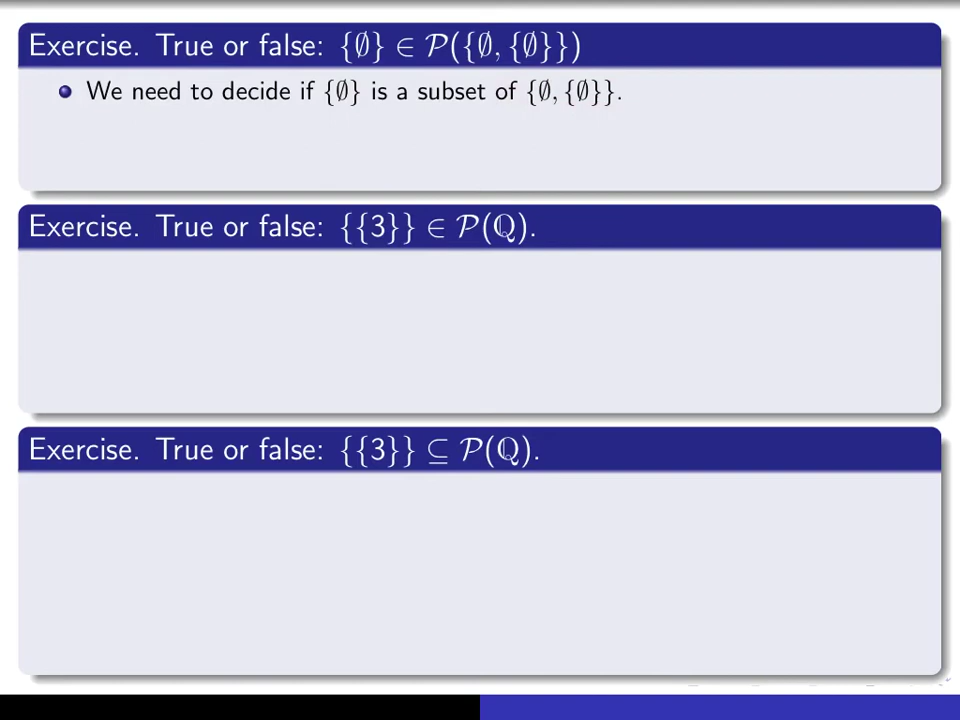 Exercise. True or false: {∅} ∈ 𝒫({∅, {∅}})
We need to decide if {∅} is a subset of {∅, {∅}}.
Exercise. True or false: {{3}} ∈ 𝒫(ℚ).
Exercise. True or false: {{3}} ⊆ 𝒫(ℚ).